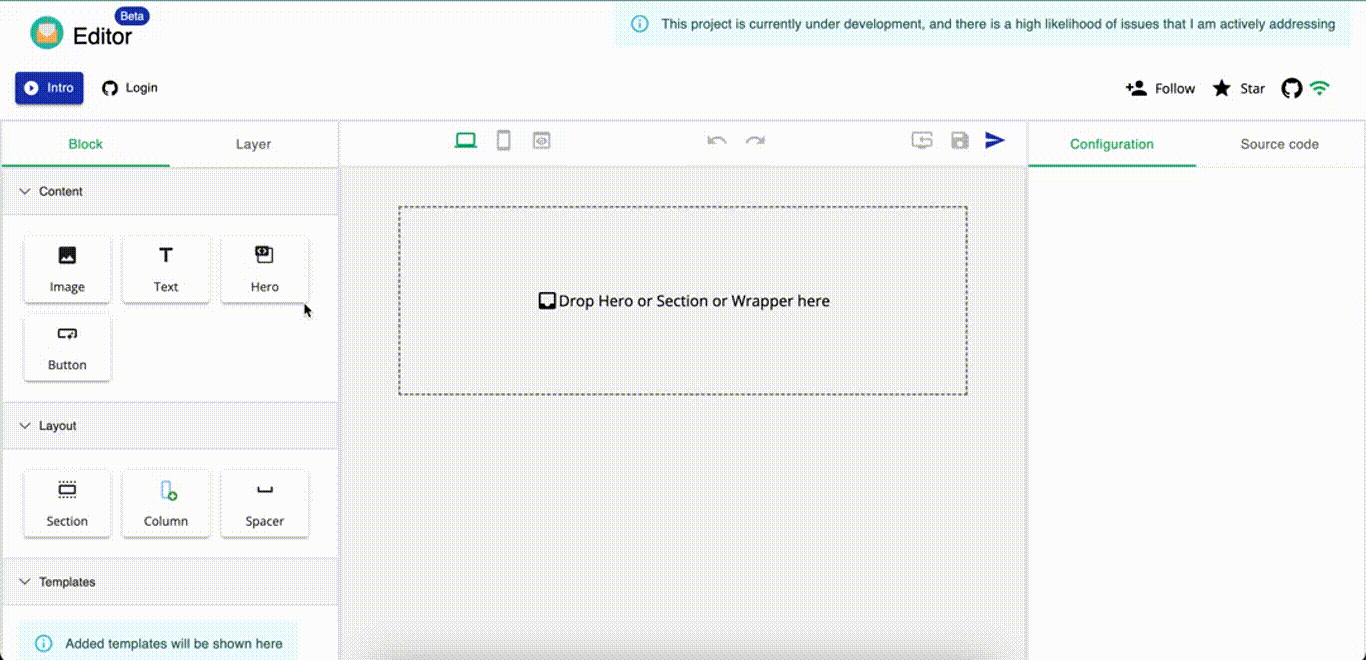 Beta
Editor
This project is currently under development, and there is a high likelihood of issues that I am actively addressing
Intro
Login
Follow
Star
Block
Layer
Configuration
Source code
Content
Image
Text
Hero
Button
Drop Hero or Section or Wrapper here
Layout
Section
Column
Spacer
Templates
Added templates will be shown here